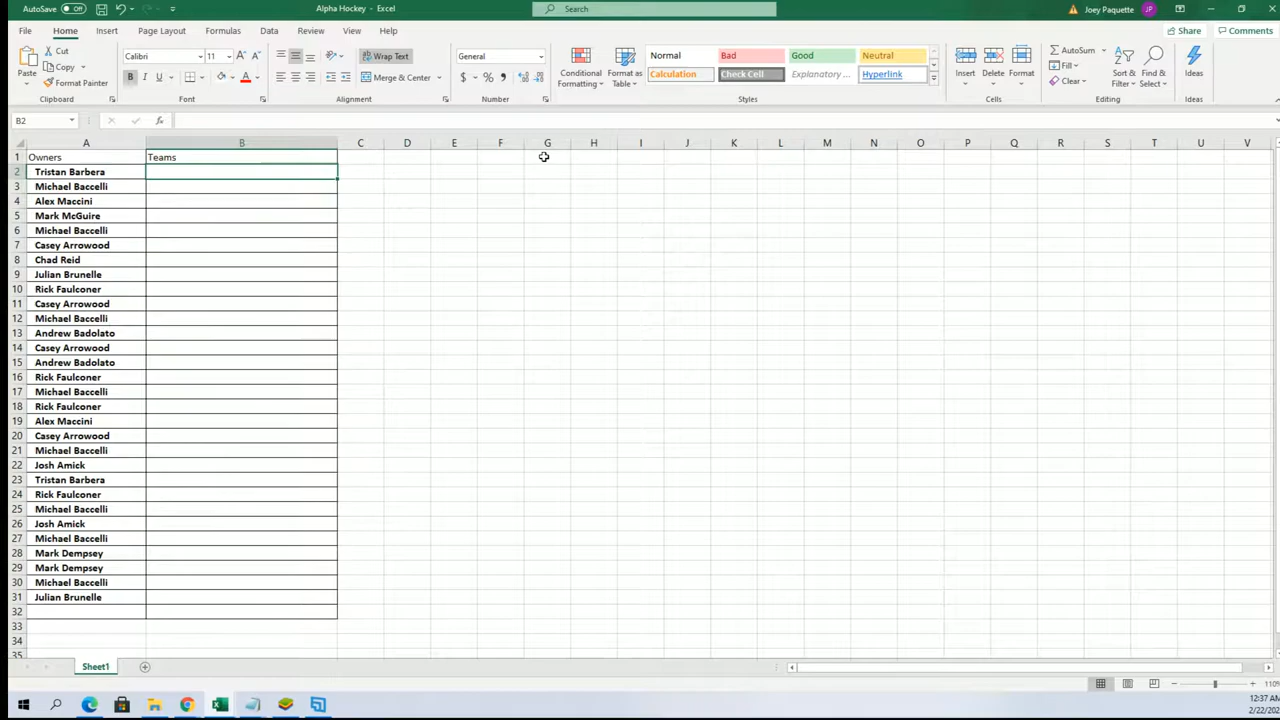 AutoSave Off Alpha Hockey - Excel Search Joey Paquette JP
File Home Insert Page Layout Formulas Data Review View Help Share Comments
Paste Cut Copy Format Painter Clipboard
Calibri 11 A A B I U A Font
Wrap Text Merge & Center Alignment
General $ % , Number
Conditional Formatting Format as Table
Normal Bad Good Neutral
Calculation Check Cell Explanatory ... Hyperlink
Styles
Insert Delete Format Cells
AutoSum Fill Clear Sort & Filter Find & Select Editing
Ideas Ideas
B2 fx
A B C D E F G H I J K L M N O P Q R S T U V
1 Owners Teams
2 Tristan Barbera
3 Michael Baccelli
4 Alex Maccini
5 Mark McGuire
6 Michael Baccelli
7 Casey Arrowood
8 Chad Reid
9 Julian Brunelle
10 Rick Faulconer
11 Casey Arrowood
12 Michael Baccelli
13 Andrew Badolato
14 Casey Arrowood
15 Andrew Badolato
16 Rick Faulconer
17 Michael Baccelli
18 Rick Faulconer
19 Alex Maccini
20 Casey Arrowood
21 Michael Baccelli
22 Josh Amick
23 Tristan Barbera
24 Rick Faulconer
25 Michael Baccelli
26 Josh Amick
27 Michael Baccelli
28 Mark Dempsey
29 Mark Dempsey
30 Michael Baccelli
31 Julian Brunelle
32
33
34
35
Sheet1
110%
12:37 AM
2/22/202